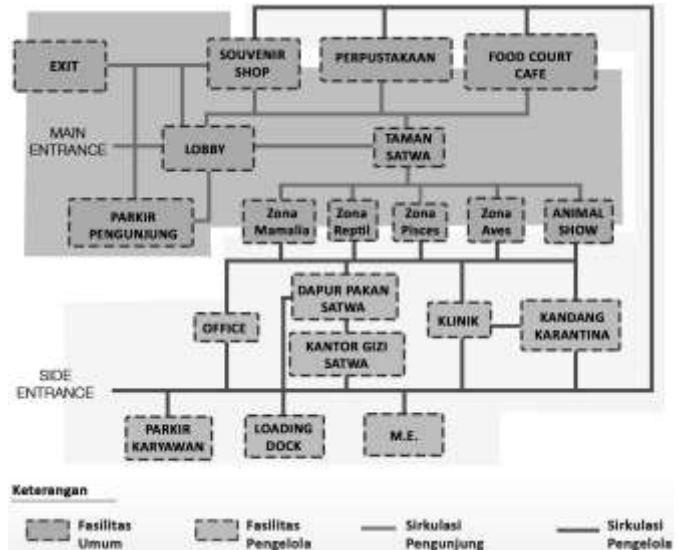 EXIT
SOUVENIR
SHOP
PERPUSTAKAAN
FOOD COURT
CAFE
MAIN
ENTRANCE
LOBBY
TAMAN
SATWA
PARKIR
PENGUNJUNG
Zona
Mamalia
Zona
Reptil
Zona
Pisces
Zona
Aves
ANIMAL
SHOW
OFFICE
DAPUR PAKAN
SATWA
KLINIK
KANDANG
KARANTINA
KANTOR GIZI
SATWA
SIDE
ENTRANCE
PARKIR
KARYAWAN
LOADING
DOCK
M.E.
Keterangan
Fasilitas
Umum
Fasilitas
Pengelola
Sirkulasi
Pengunjung
Sirkulasi
Pengelola